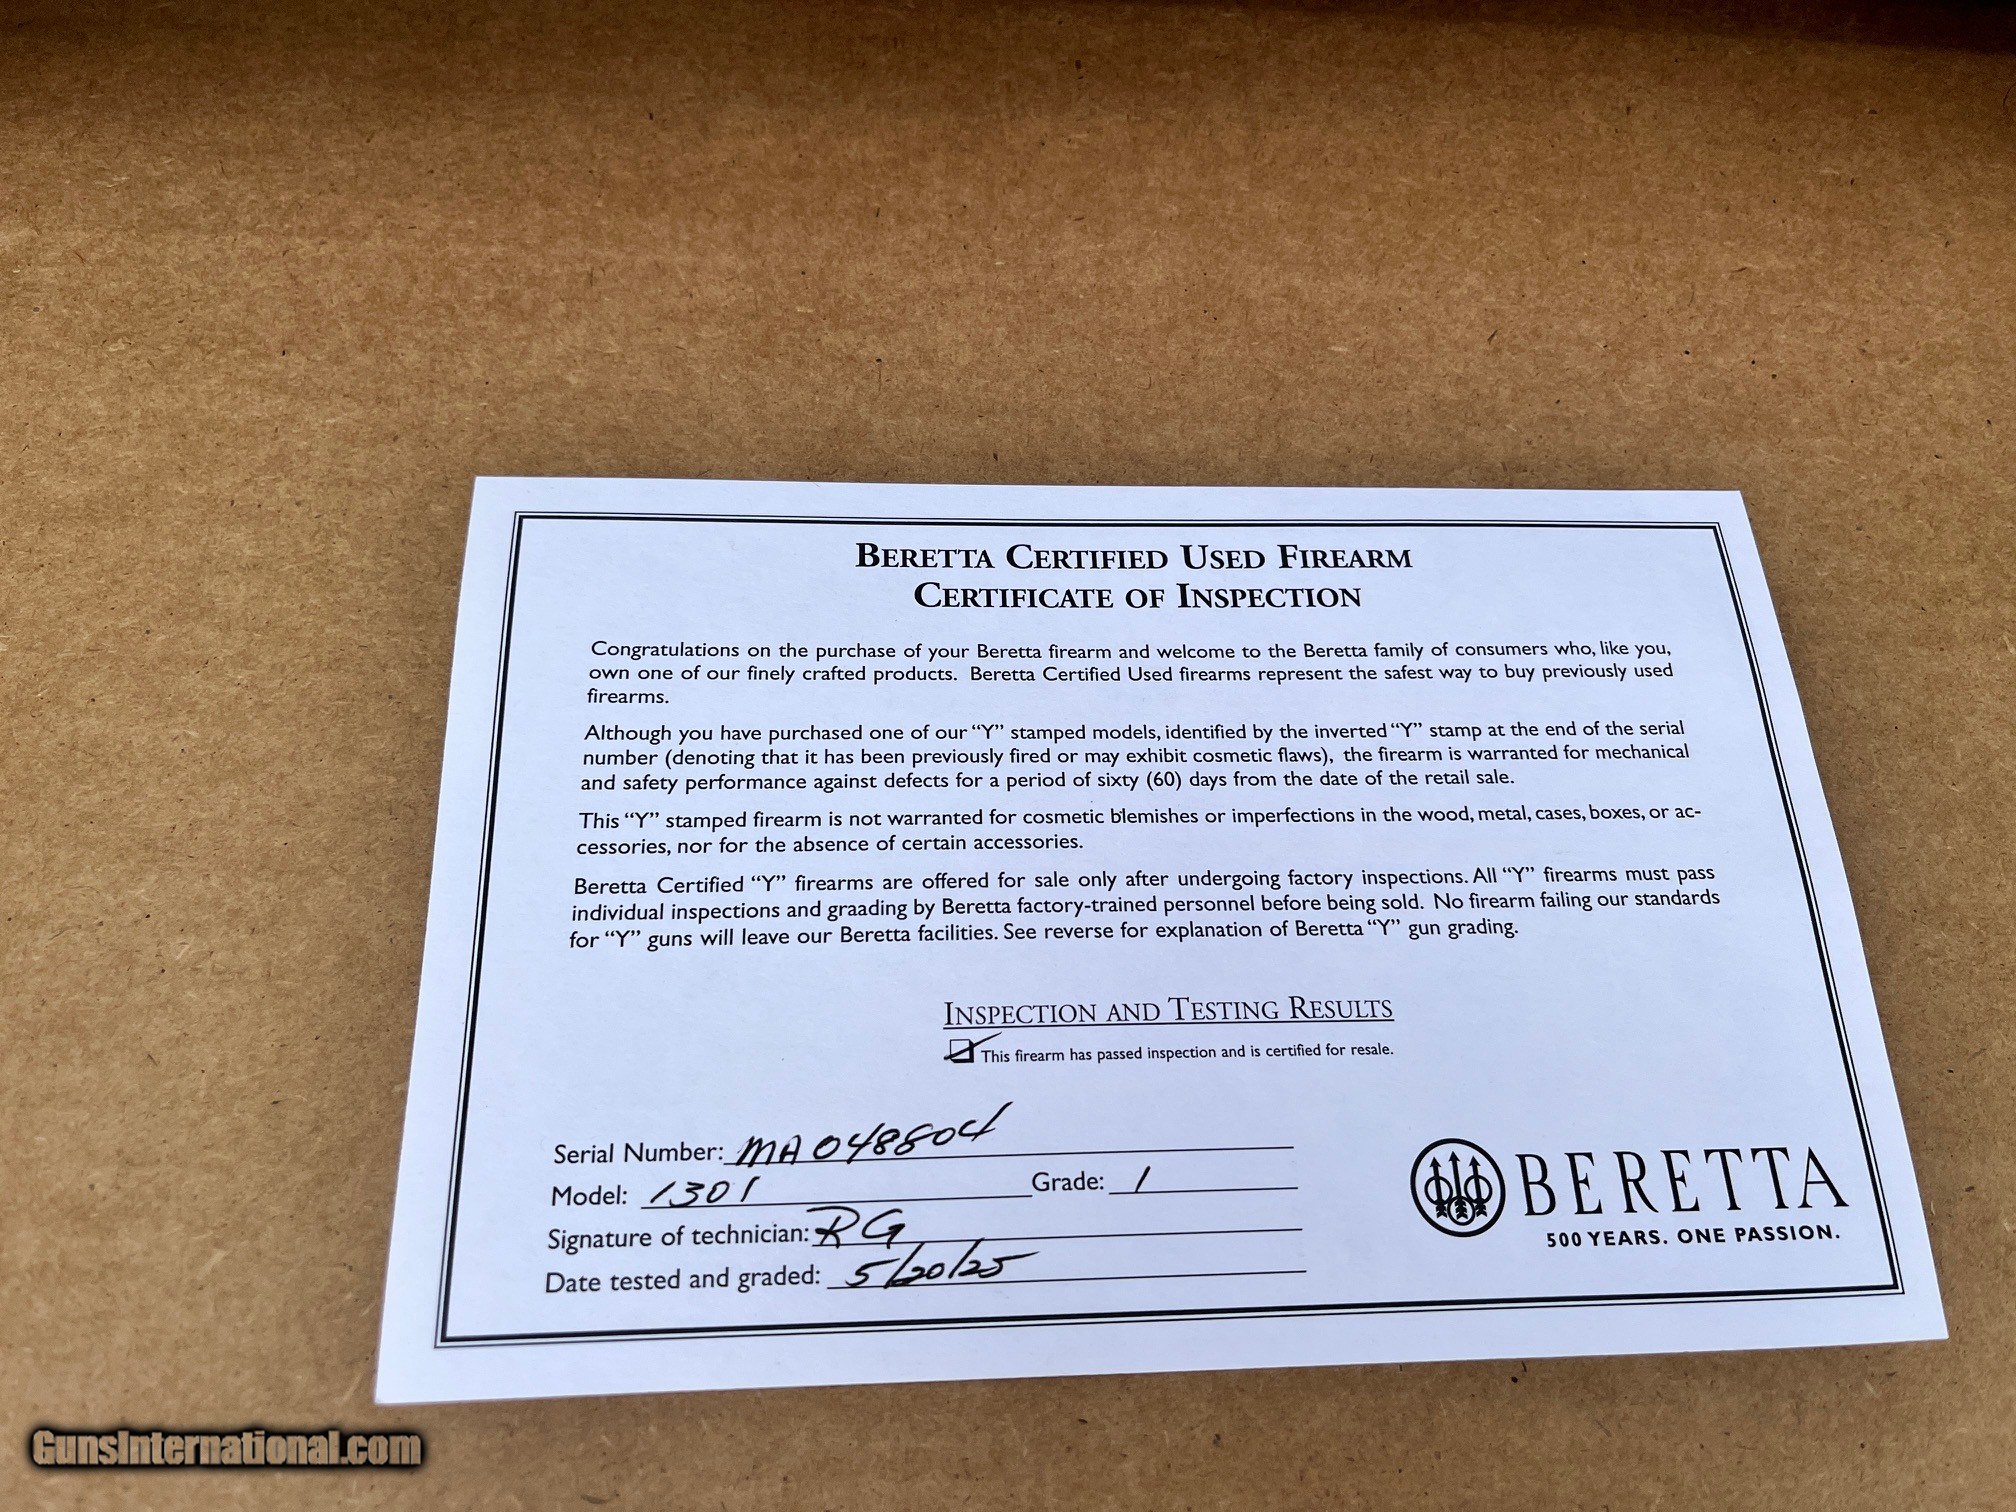 BERETTA CERTIFIED USED FIREARM
CERTIFICATE OF INSPECTION
Congratulations on the purchase of your Beretta firearm and welcome to the Beretta family of consumers who, like you,
own one of our finely crafted products. Beretta Certified Used firearms represent the safest way to buy previously used
firearms.
Although you have purchased one of our “Y” stamped models, identified by the inverted “Y” stamp at the end of the serial
number (denoting that it has been previously fired or may exhibit cosmetic flaws), the firearm is warranted for mechanical
and safety performance against defects for a period of sixty (60) days from the date of the retail sale.
This “Y” stamped firearm is not warranted for cosmetic blemishes or imperfections in the wood, metal, cases, boxes, or ac-
cessories, nor for the absence of certain accessories.
Beretta Certified “Y” firearms are offered for sale only after undergoing factory inspections. All “Y” firearms must pass
individual inspections and graading by Beretta factory-trained personnel before being sold. No firearm failing our standards
for “Y” guns will leave our Beretta facilities. See reverse for explanation of Beretta “Y” gun grading.
INSPECTION AND TESTING RESULTS
This firearm has passed inspection and is certified for resale.
Serial Number: MA048804
Model: 1301 Grade: 1
Signature of technician: RG
Date tested and graded: 5/20/25
BERETTA
500 YEARS. ONE PASSION.
GunsInternational.com